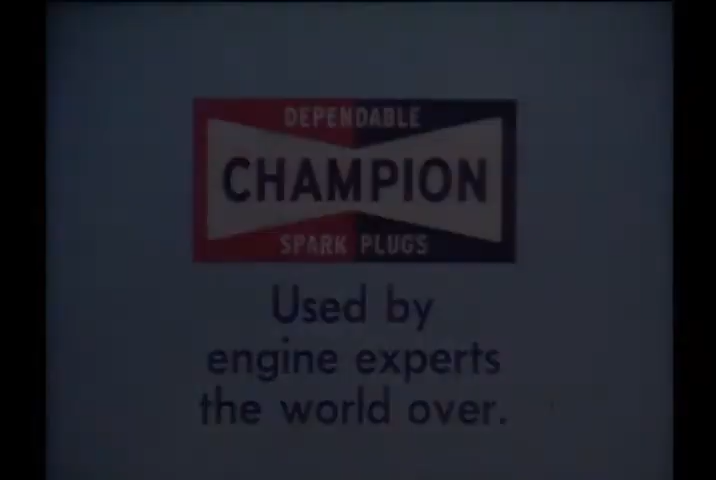 DEPENDABLE
CHAMPION
SPARK PLUGS
Used by
engine experts
the world over.